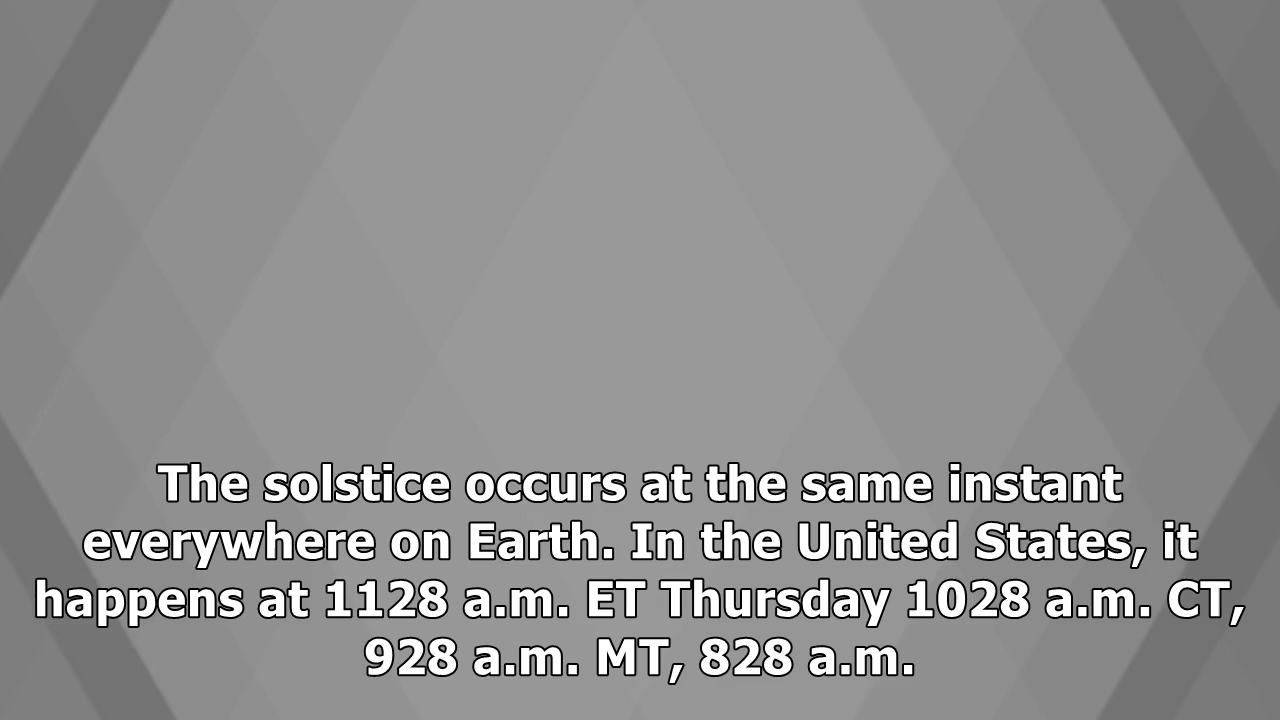 The solstice occurs at the same instant
everywhere on Earth. In the United States, it
happens at 1128 a.m. ET Thursday 1028 a.m. CT,
928 a.m. MT, 828 a.m.